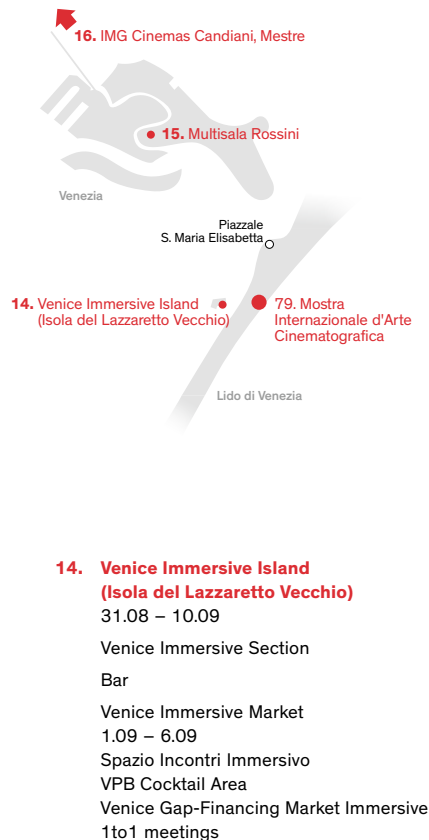 16. IMG Cinemas Candiani, Mestre
15. Multisala Rossini
Venezia
Piazzale
S. Maria Elisabetta
14. Venice Immersive Island
(Isola del Lazzaretto Vecchio)
79. Mostra
Internazionale d'Arte
Cinematografica
Lido di Venezia
14. Venice Immersive Island
(Isola del Lazzaretto Vecchio)
31.08 – 10.09
Venice Immersive Section
Bar
Venice Immersive Market
1.09 – 6.09
Spazio Incontri Immersivo
VPB Cocktail Area
Venice Gap-Financing Market Immersive
1to1 meetings